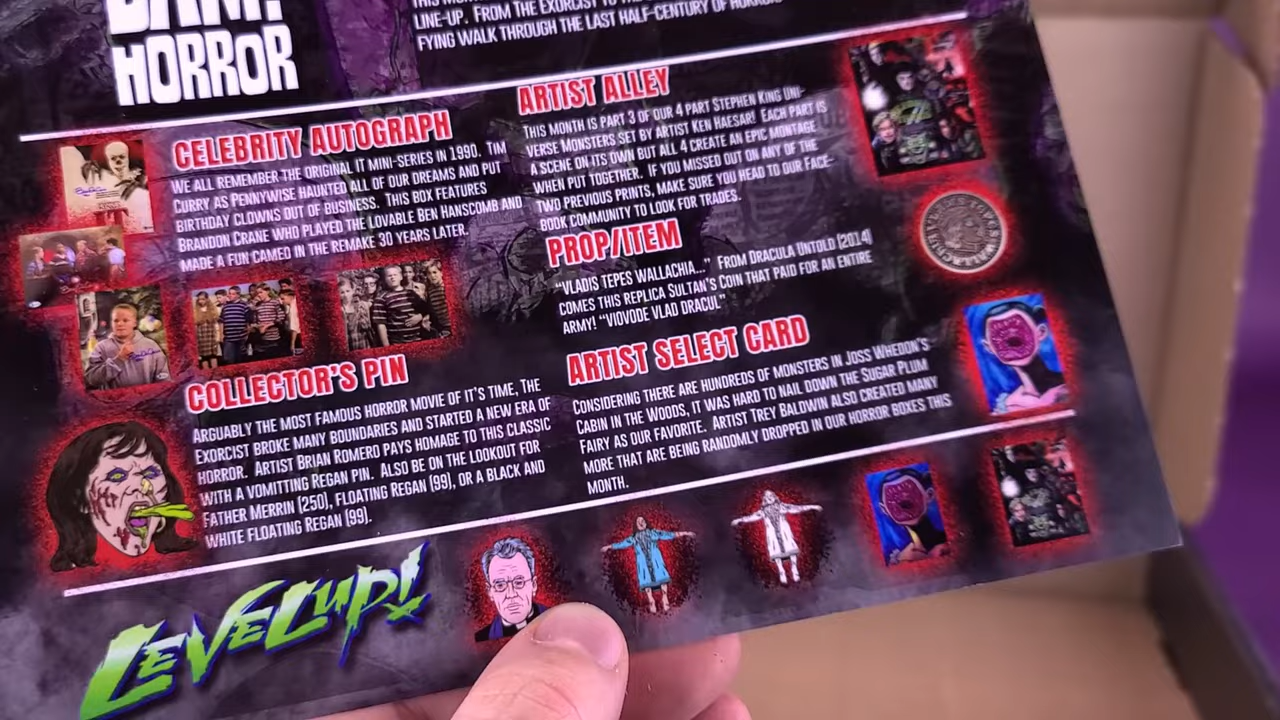 HORROR
LINE-UP. FROM THE EXORCIST TO THE LAST
FYING WALK THROUGH THE LAST HALF-CENTURY OF HORROR
CELEBRITY AUTOGRAPH
WE ALL REMEMBER THE ORIGINAL IT MINI-SERIES IN 1990. TIM
CURRY AS PENNYWISE HAUNTED ALL OF OUR DREAMS AND PUT
BIRTHDAY CLOWNS OUT OF BUSINESS. THIS BOX FEATURES
BRANDON CRANE WHO PLAYED THE LOVABLE BEN HANSCOMB AND
MADE A FUN CAMEO IN THE REMAKE 30 YEARS LATER.
COLLECTOR'S PIN
ARGUABLY THE MOST FAMOUS HORROR MOVIE OF IT'S TIME, THE
EXORCIST BROKE MANY BOUNDARIES AND STARTED A NEW ERA OF
HORROR. ARTIST BRIAN ROMERO PAYS HOMAGE TO THIS CLASSIC
WITH A VOMITTING REGAN PIN. ALSO BE ON THE LOOKOUT FOR
FATHER MERRIN (250), FLOATING REGAN (99), OR A BLACK AND
WHITE FLOATING REGAN (99).
ARTIST ALLEY
THIS MONTH IS PART 3 OF OUR 4 PART STEPHEN KING UNI-
VERSE MONSTERS SET BY ARTIST KEN HAESAR! EACH PART IS
A SCENE ON ITS OWN BUT ALL 4 CREATE AN EPIC MONTAGE
WHEN PUT TOGETHER. IF YOU MISSED OUT ON ANY OF THE
TWO PREVIOUS PRINTS, MAKE SURE YOU HEAD TO OUR FACE-
BOOK COMMUNITY TO LOOK FOR TRADES.
PROP/ITEM
"VLADIS TEPES WALLACHIA..." FROM DRACULA UNTOLD (2014)
COMES THIS REPLICA SULTAN'S COIN THAT PAID FOR AN ENTIRE
ARMY! "VIOVODE VLAD DRACUL"
ARTIST SELECT CARD
CONSIDERING THERE ARE HUNDREDS OF MONSTERS IN JOSS WHEDON'S
CABIN IN THE WOODS, IT WAS HARD TO NAIL DOWN THE SUGAR PLUM
FAIRY AS OUR FAVORITE. ARTIST TREY BALDWIN ALSO CREATED MANY
MORE THAT ARE BEING RANDOMLY DROPPED IN OUR HORROR BOXES THIS
MONTH.
LEVELUP!